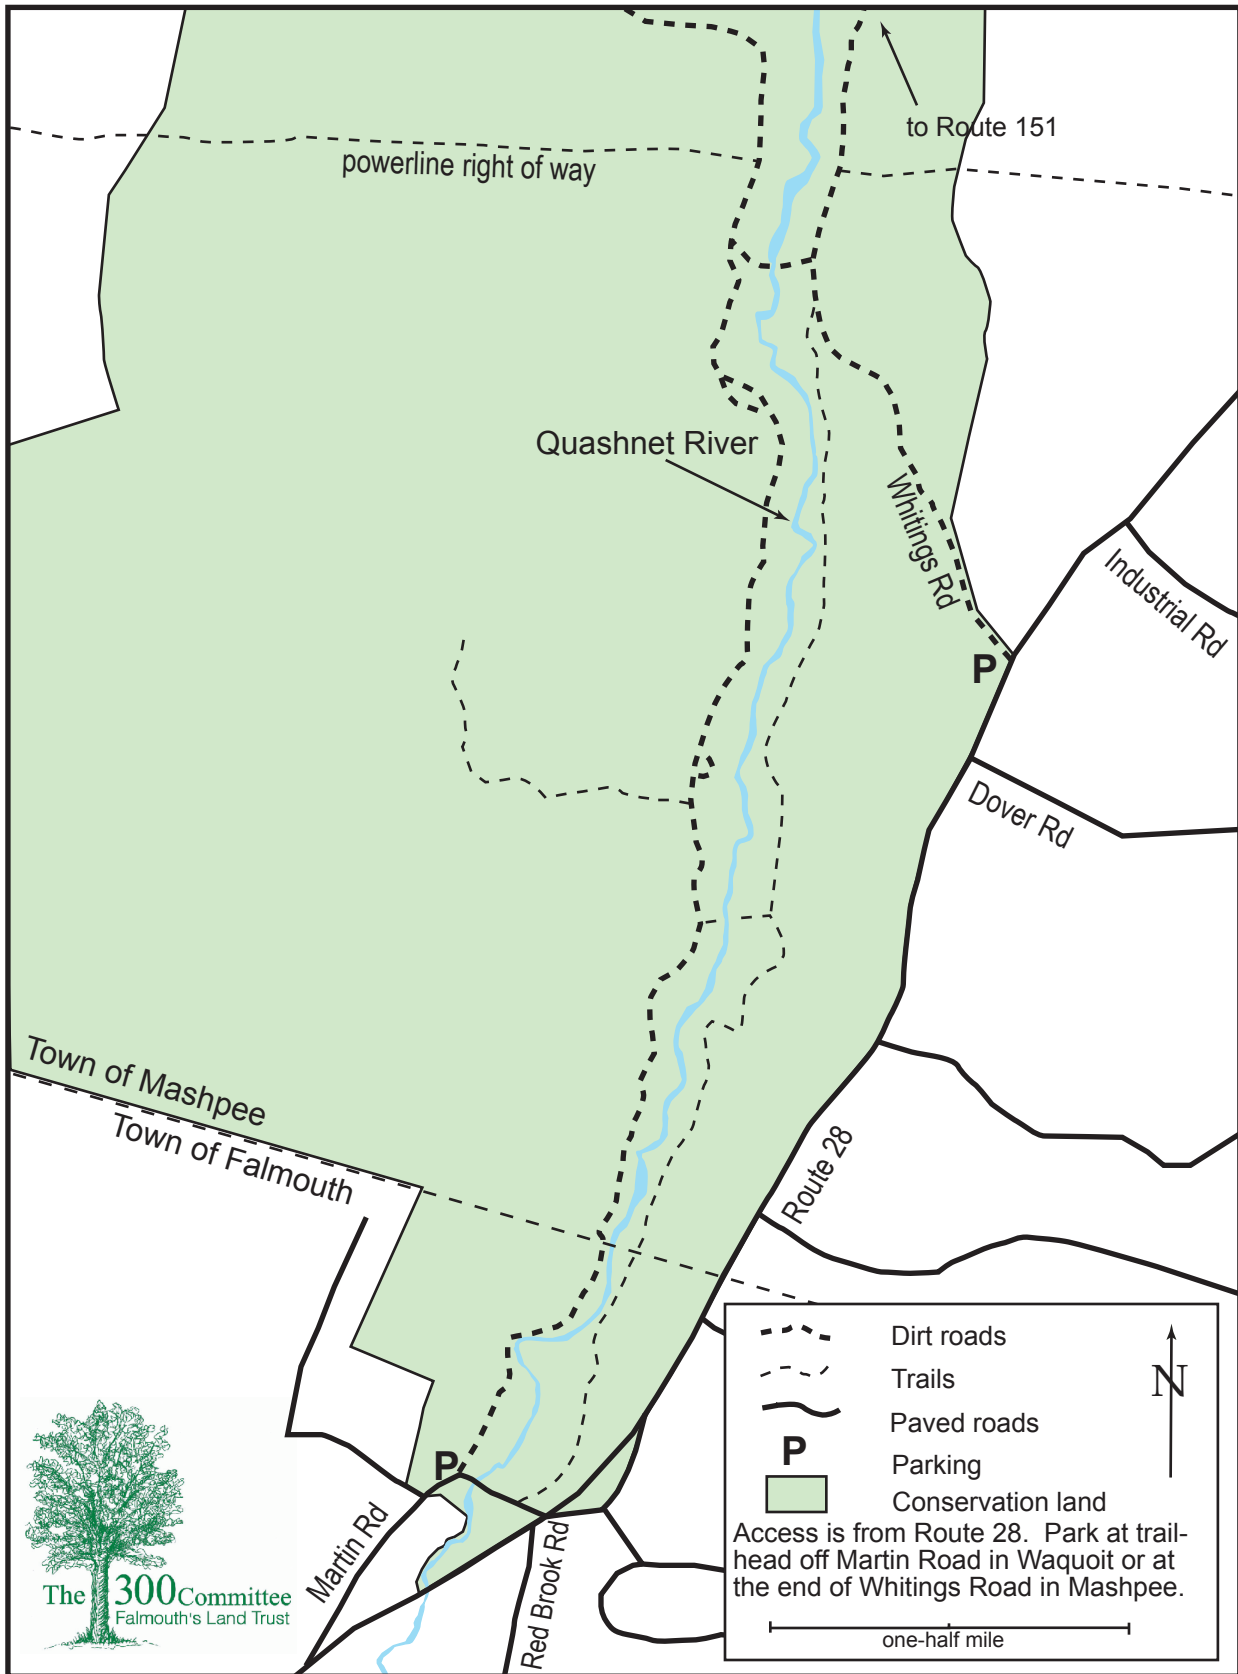 to Route 151
powerline right of way
Quashnet River
Whitings Rd
Industrial Rd
P
Dover Rd
Town of Mashpee
Town of Falmouth
Route 28
Dirt roads
Trails
Paved roads
P
Parking
Conservation land
N
Access is from Route 28. Park at trail-
head off Martin Road in Waquoit or at
the end of Whitings Road in Mashpee.
one-half mile
P
Martin Rd
Red Brook Rd
The 300 Committee
Falmouth's Land Trust